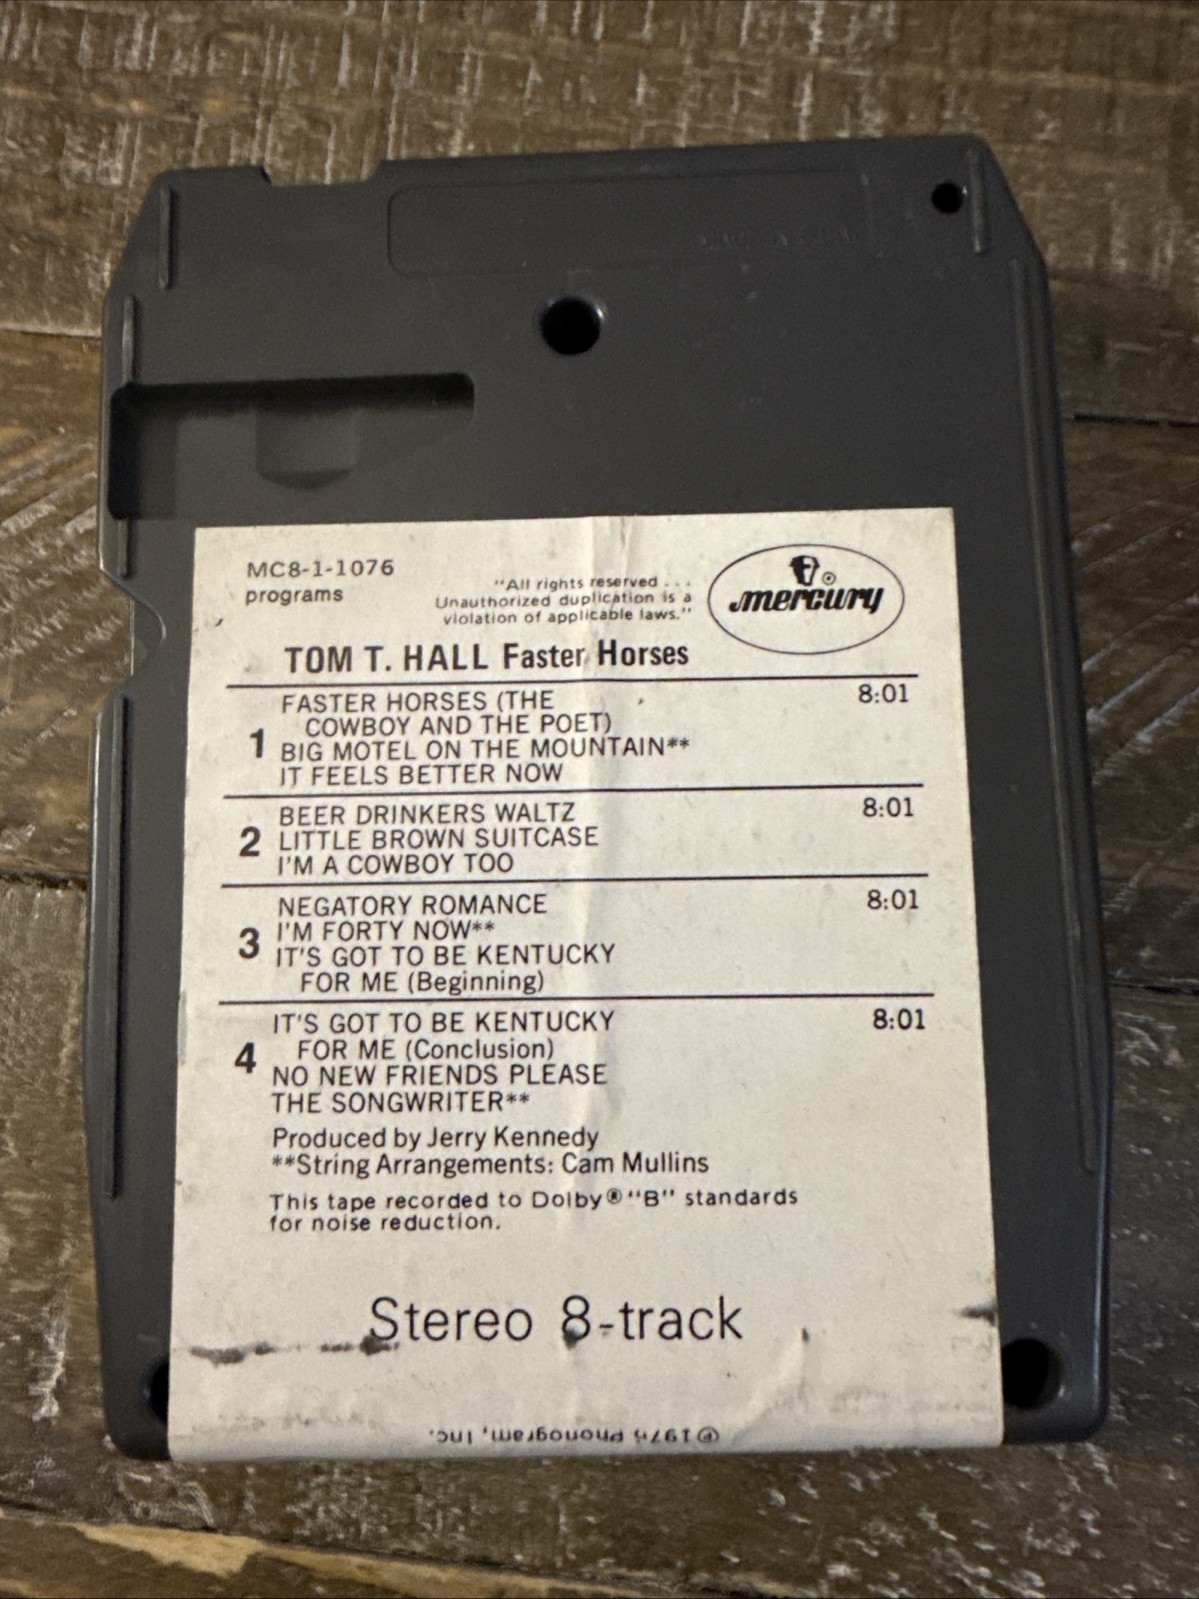 MC8-1-1076
programs
"All rights reserved . . .
Unauthorized duplication is a
violation of applicable laws."
mercury ®
TOM T. HALL Faster Horses
1
FASTER HORSES (THE
COWBOY AND THE POET)
BIG MOTEL ON THE MOUNTAIN**
IT FEELS BETTER NOW
8:01
2
BEER DRINKERS WALTZ
LITTLE BROWN SUITCASE
I'M A COWBOY TOO
8:01
3
NEGATORY ROMANCE
I'M FORTY NOW**
IT'S GOT TO BE KENTUCKY
FOR ME (Beginning)
8:01
4
IT'S GOT TO BE KENTUCKY
FOR ME (Conclusion)
NO NEW FRIENDS PLEASE
THE SONGWRITER**
8:01
Produced by Jerry Kennedy
**String Arrangements: Cam Mullins
This tape recorded to Dolby® "B" standards
for noise reduction.
Stereo 8-track
℗ 1976 Phonogram, Inc.